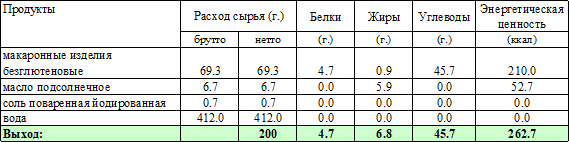 Продукты Расход сырья (г.) Белки Жиры Углеводы Энергетическая ценность
брутто нетто (г.) (г.) (г.) (ккал)
макаронные изделия
безглютеновые 69.3 69.3 4.7 0.9 45.7 210.0
масло подсолнечное 6.7 6.7 0.0 5.9 0.0 52.7
соль поваренная йодированная 0.7 0.7 0.0 0.0 0.0 0.0
вода 412.0 412.0 0.0 0.0 0.0 0.0
Выход: 200 4.7 6.8 45.7 262.7